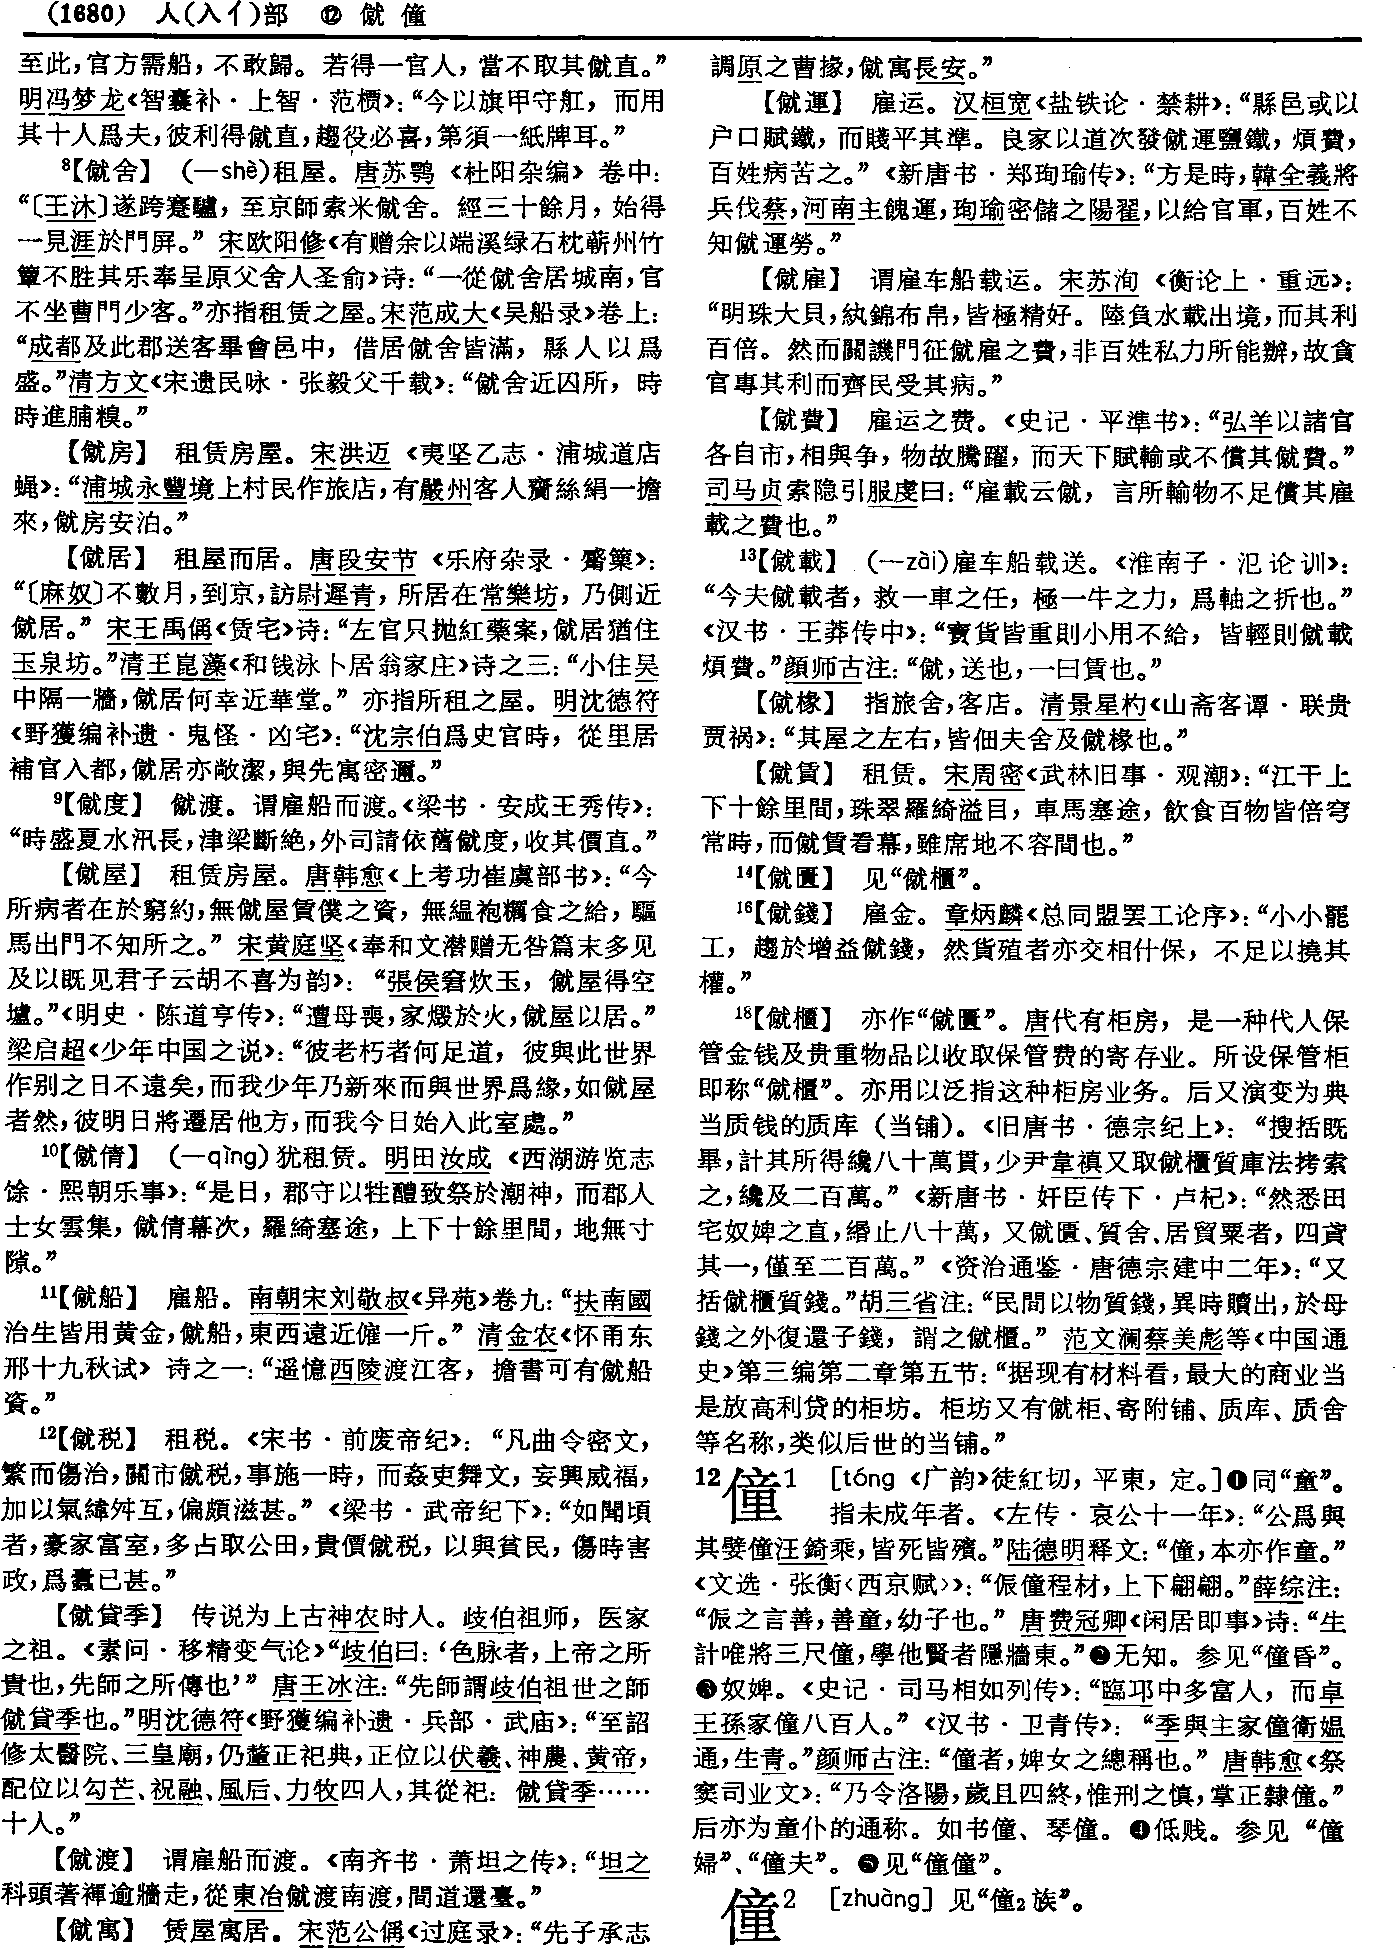 (1680) 人(入亻)部 ⑫ 僦 僮
至此，官方需船，不敢歸。若得一官人，當不取其僦直。”
明冯梦龙《智囊补·上智·范槚》：“今以旗甲守舡，而用
其十人爲夫，彼利得僦直，趨役必喜，第須一紙牌耳。”
⁸【僦舍】 (—shè)租屋。唐苏鹗《杜阳杂编》卷中：
“〔王沐〕遂跨蹇驢，至京師索米僦舍。經三十餘月，始得
一見涯於門屏。”宋欧阳修《有赠余以端溪绿石枕蕲州竹
簟不胜其乐奉呈原父舍人圣俞》诗：“一從僦舍居城南，官
不坐曹門少客。”亦指租赁之屋。宋范成大《吴船录》卷上：
“成都及此郡送客畢會邑中，借居僦舍皆滿，縣人以爲
盛。”清方文《宋遗民咏·张毅父千载》：“僦舍近囚所，時
時進脯糗。”
【僦房】 租赁房屋。宋洪迈《夷坚乙志·浦城道店
蝇》：“浦城永豐境上村民作旅店，有嚴州客人齎絲絹一擔
來，僦房安泊。”
【僦居】 租屋而居。唐段安节《乐府杂录·觱篥》：
“〔麻奴〕不數月，到京，訪尉遲青，所居在常樂坊，乃側近
僦居。”宋王禹偁《赁宅》诗：“左官只抛紅藥案，僦居猶住
玉泉坊。”清王崑藻《和钱泳卜居翁家庄》诗之三：“小住吴
中隔一牆，僦居何幸近華堂。”亦指所租之屋。明沈德符
《野獲编补遗·鬼怪·凶宅》：“沈宗伯爲史官時，從里居
補官入都，僦居亦敞潔，與先寓密邇。”
⁹【僦度】 僦渡。谓雇船而渡。《梁书·安成王秀传》：
“時盛夏水汛長，津梁斷絶，外司請依舊僦度，收其價直。”
【僦屋】 租赁房屋。唐韩愈《上考功崔虞部书》：“今
所病者在於窮約，無僦屋賃僕之資，無緼袍糲食之給，驅
馬出門不知所之。”宋黄庭坚《奉和文潜赠无咎篇末多见
及以既见君子云胡不喜为韵》：“張侯窘炊玉，僦屋得空
壚。”《明史·陈道亨传》：“遭母喪，家燬於火，僦屋以居。”
梁启超《少年中国之说》：“彼老朽者何足道，彼與此世界
作别之日不遠矣，而我少年乃新來而與世界爲緣，如僦屋
者然，彼明日將遷居他方，而我今日始入此室處。”
¹⁰【僦倩】 (—qìng)犹租赁。明田汝成《西湖游览志
馀·熙朝乐事》：“是日，郡守以牲醴致祭於潮神，而郡人
士女雲集，僦倩幕次，羅綺塞途，上下十餘里間，地無寸
隙。”
¹¹【僦船】 雇船。南朝宋刘敬叔《异苑》卷九：“扶南國
治生皆用黄金，僦船，東西遠近僱一斤。”清金农《怀甬东
邢十九秋试》诗之一：“遥憶西陵渡江客，擔書可有僦船
資。”
¹²【僦税】 租税。《宋书·前废帝纪》：“凡曲令密文，
繁而傷治，關市僦税，事施一時，而姦吏舞文，妄興威福，
加以氣緯舛互，偏頗滋甚。”《梁书·武帝纪下》：“如聞頃
者，豪家富室，多占取公田，貴價僦税，以與貧民，傷時害
政，爲蠹已甚。”
【僦貸季】 传说为上古神农时人。歧伯祖师，医家
之祖。《素问·移精变气论》“歧伯曰：‘色脉者，上帝之所
貴也，先師之所傳也’”唐王冰注：“先師謂歧伯祖世之師
僦貸季也。”明沈德符《野獲编补遗·兵部·武庙》：“至詔
修太醫院、三皇廟，仍釐正祀典，正位以伏羲、神農、黄帝，
配位以勾芒、祝融、風后、力牧四人，其從祀：僦貸季……
十人。”
【僦渡】 谓雇船而渡。《南齐书·萧坦之传》：“坦之
科頭著褌逾牆走，從東冶僦渡南渡，間道還臺。”
【僦寓】 赁屋寓居。宋范公偁《过庭录》：“先子承志
調原之曹掾，僦寓長安。”
【僦運】 雇运。汉桓宽《盐铁论·禁耕》：“縣邑或以
户口賦鐵，而賤平其準。良家以道次發僦運鹽鐵，煩費，
百姓病苦之。”《新唐书·郑珣瑜传》：“方是時，韓全義將
兵伐蔡，河南主餽運，珣瑜密儲之陽翟，以給官軍，百姓不
知僦運勞。”
【僦雇】 谓雇车船载运。宋苏洵《衡论上·重远》：
“明珠大貝，紈錦布帛，皆極精好。陸負水載出境，而其利
百倍。然而關譏門征僦雇之費，非百姓私力所能辦，故貪
官專其利而齊民受其病。”
【僦費】 雇运之费。《史记·平準书》：“弘羊以諸官
各自市，相與争，物故騰躍，而天下賦輸或不償其僦費。”
司马贞索隐引服虔曰：“雇載云僦，言所輸物不足償其雇
載之費也。”
¹³【僦載】 (—zài)雇车船载送。《淮南子·氾论训》：
“今夫僦載者，救一車之任，極一牛之力，爲軸之折也。”
《汉书·王莽传中》：“寳貨皆重則小用不給，皆輕則僦載
煩費。”顔师古注：“僦，送也，一曰賃也。”
【僦椽】 指旅舍，客店。清景星杓《山斋客谭·联贵
贾祸》：“其屋之左右，皆佃夫舍及僦椽也。”
【僦賃】 租赁。宋周密《武林旧事·观潮》：“江干上
下十餘里間，珠翠羅綺溢目，車馬塞途，飲食百物皆倍穹
常時，而僦賃看幕，雖席地不容間也。”
¹⁴【僦匱】 见“僦櫃”。
¹⁶【僦錢】 雇金。章炳麟《总同盟罢工论序》：“小小罷
工，趨於增益僦錢，然貨殖者亦交相什保，不足以撓其
權。”
¹⁸【僦櫃】 亦作“僦匱”。唐代有柜房，是一种代人保
管金钱及贵重物品以收取保管费的寄存业。所设保管柜
即称“僦櫃”。亦用以泛指这种柜房业务。后又演变为典
当质钱的质库（当铺）。《旧唐书·德宗纪上》：“搜括既
畢，計其所得纔八十萬貫，少尹韋禛又取僦櫃質庫法拷索
之，纔及二百萬。”《新唐书·奸臣传下·卢杞》：“然悉田
宅奴婢之直，緡止八十萬，又僦匱、質舍、居貿粟者，四貣
其一，僅至二百萬。”《资治通鉴·唐德宗建中二年》：“又
括僦櫃質錢。”胡三省注：“民間以物質錢，異時贖出，於母
錢之外復還子錢，謂之僦櫃。”范文澜蔡美彪等《中国通
史》第三编第二章第五节：“据现有材料看，最大的商业当
是放高利贷的柜坊。柜坊又有僦柜、寄附铺、质库、质舍
等名称，类似后世的当铺。”
12僮1 [tóng《广韵》徒红切，平東，定。]❶同“童”。
指未成年者。《左传·哀公十一年》：“公爲與
其嬖僮汪錡乘，皆死皆殯。”陆德明释文：“僮，本亦作童。”
《文选·张衡〈西京赋〉》：“侲僮程材，上下翩翩。”薛综注：
“侲之言善，善童，幼子也。”唐费冠卿《闲居即事》诗：“生
計唯將三尺僮，學他賢者隱牆東。”❷无知。参见“僮昏”。
❸奴婢。《史记·司马相如列传》：“臨邛中多富人，而卓
王孫家僮八百人。”《汉书·卫青传》：“季與主家僮衛媪
通，生青。”颜师古注：“僮者，婢女之總稱也。”唐韩愈《祭
窦司业文》：“乃令洛陽，歲且四終，惟刑之慎，掌正隸僮。”
后亦为童仆的通称。如书僮、琴僮。❹低贱。参见“僮
婦”、“僮夫”。❺见“僮僮”。
僮2 [zhuàng] 见“僮₂族”。